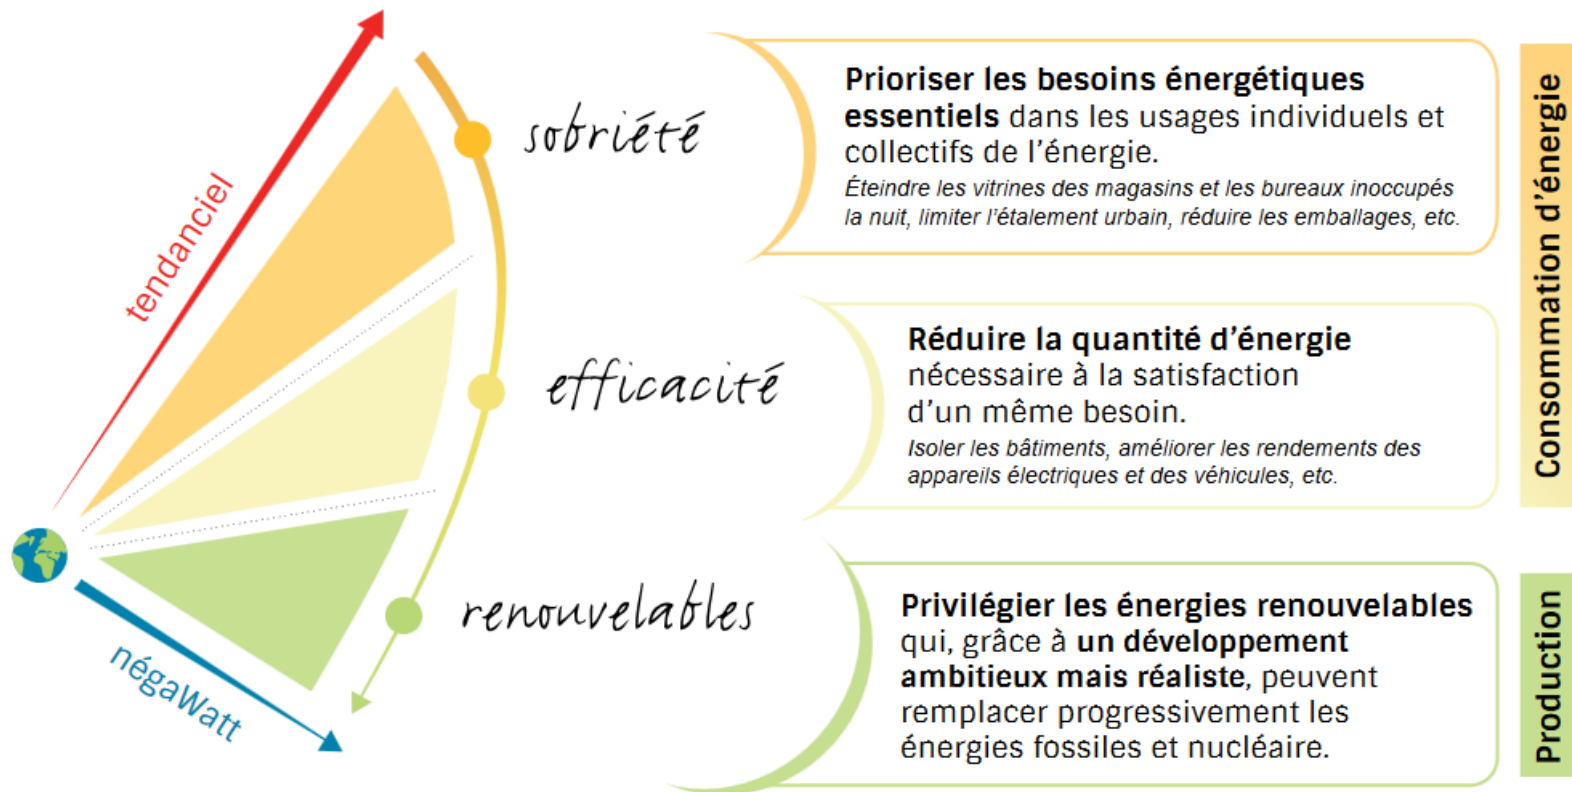 tendanciel
négaWatt
sobriété
Prioriser les besoins énergétiques
essentiels dans les usages individuels et
collectifs de l'énergie.
Éteindre les vitrines des magasins et les bureaux inoccupés
la nuit, limiter l'étalement urbain, réduire les emballages, etc.
efficacité
Réduire la quantité d'énergie
nécessaire à la satisfaction
d'un même besoin.
Isoler les bâtiments, améliorer les rendements des
appareils électriques et des véhicules, etc.
Consommation d'énergie
renouvelables
Privilégier les énergies renouvelables
qui, grâce à un développement
ambitieux mais réaliste, peuvent
remplacer progressivement les
énergies fossiles et nucléaire.
Production